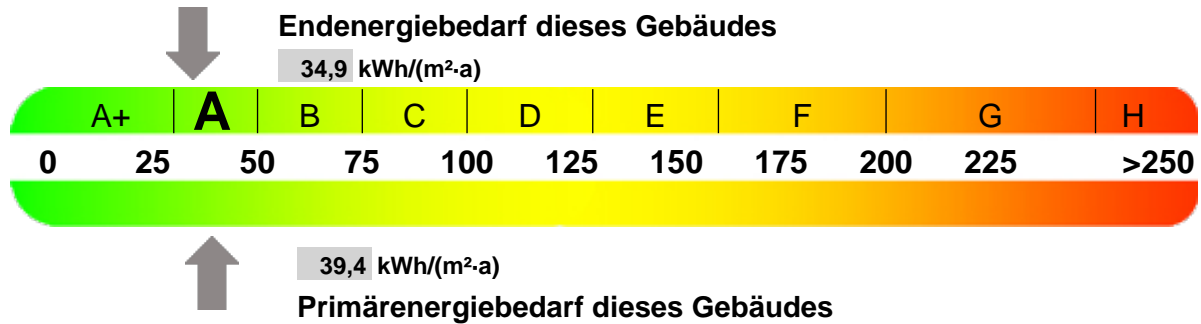 Endenergiebedarf dieses Gebäudes
34,9 kWh/(m²·a)
A+ A B C D E F G H
0 25 50 75 100 125 150 175 200 225 >250
39,4 kWh/(m²·a)
Primärenergiebedarf dieses Gebäudes